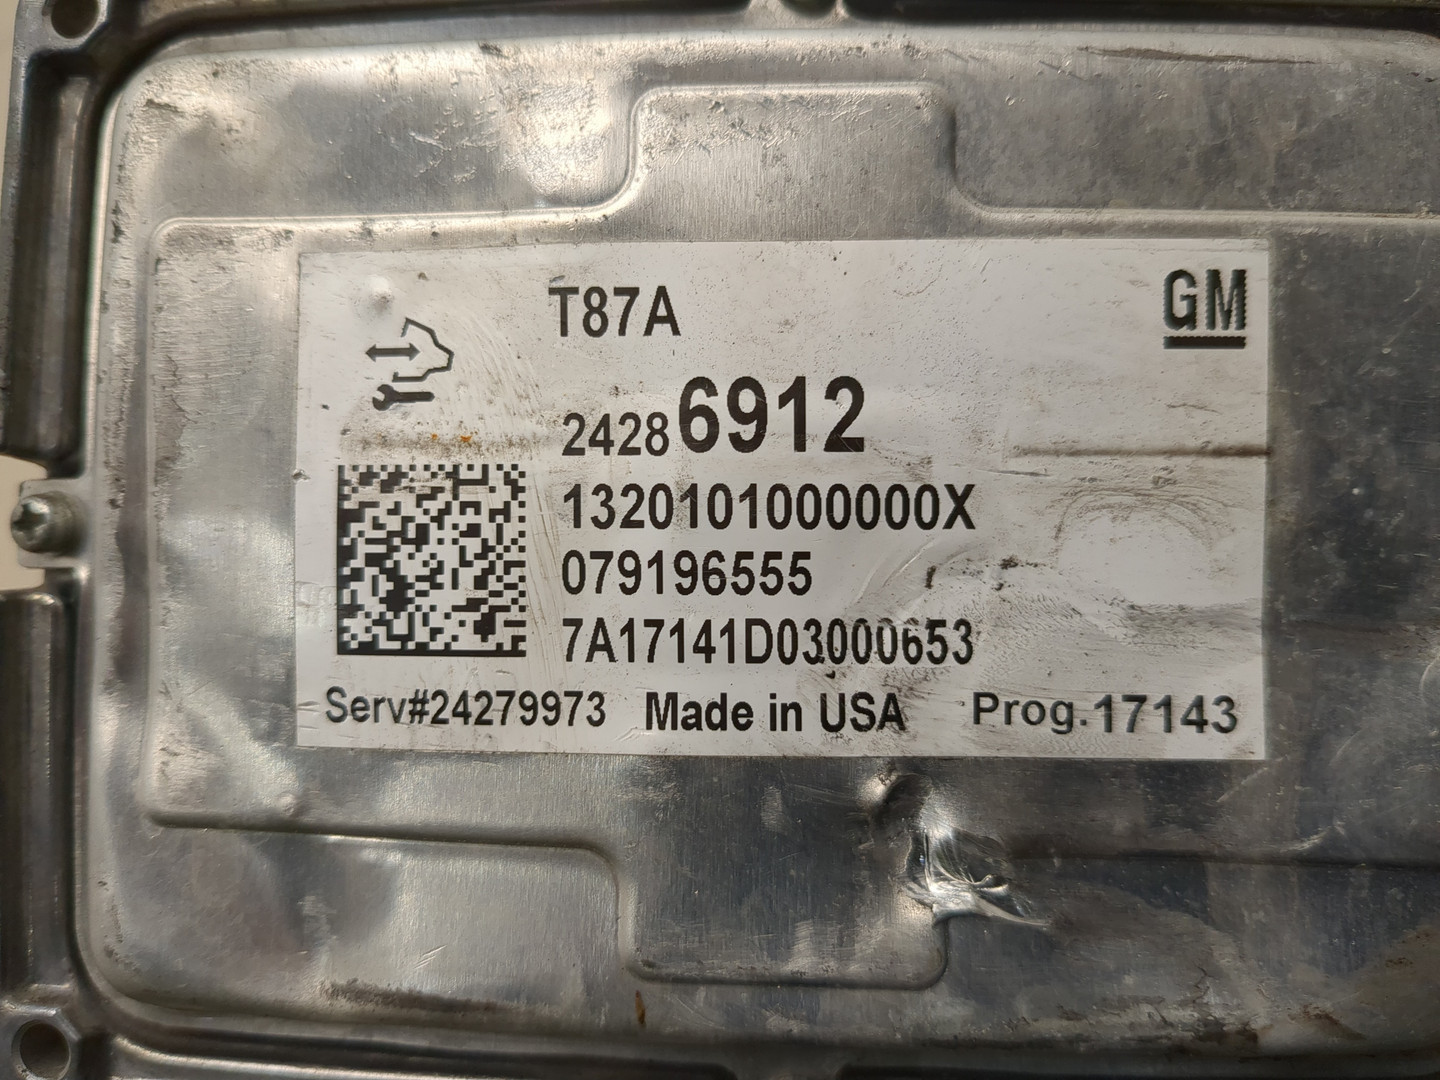 T87A
GM
24286912
1320101000000X
079196555
7A17141D03000653
Serv#24279973 Made in USA Prog.17143